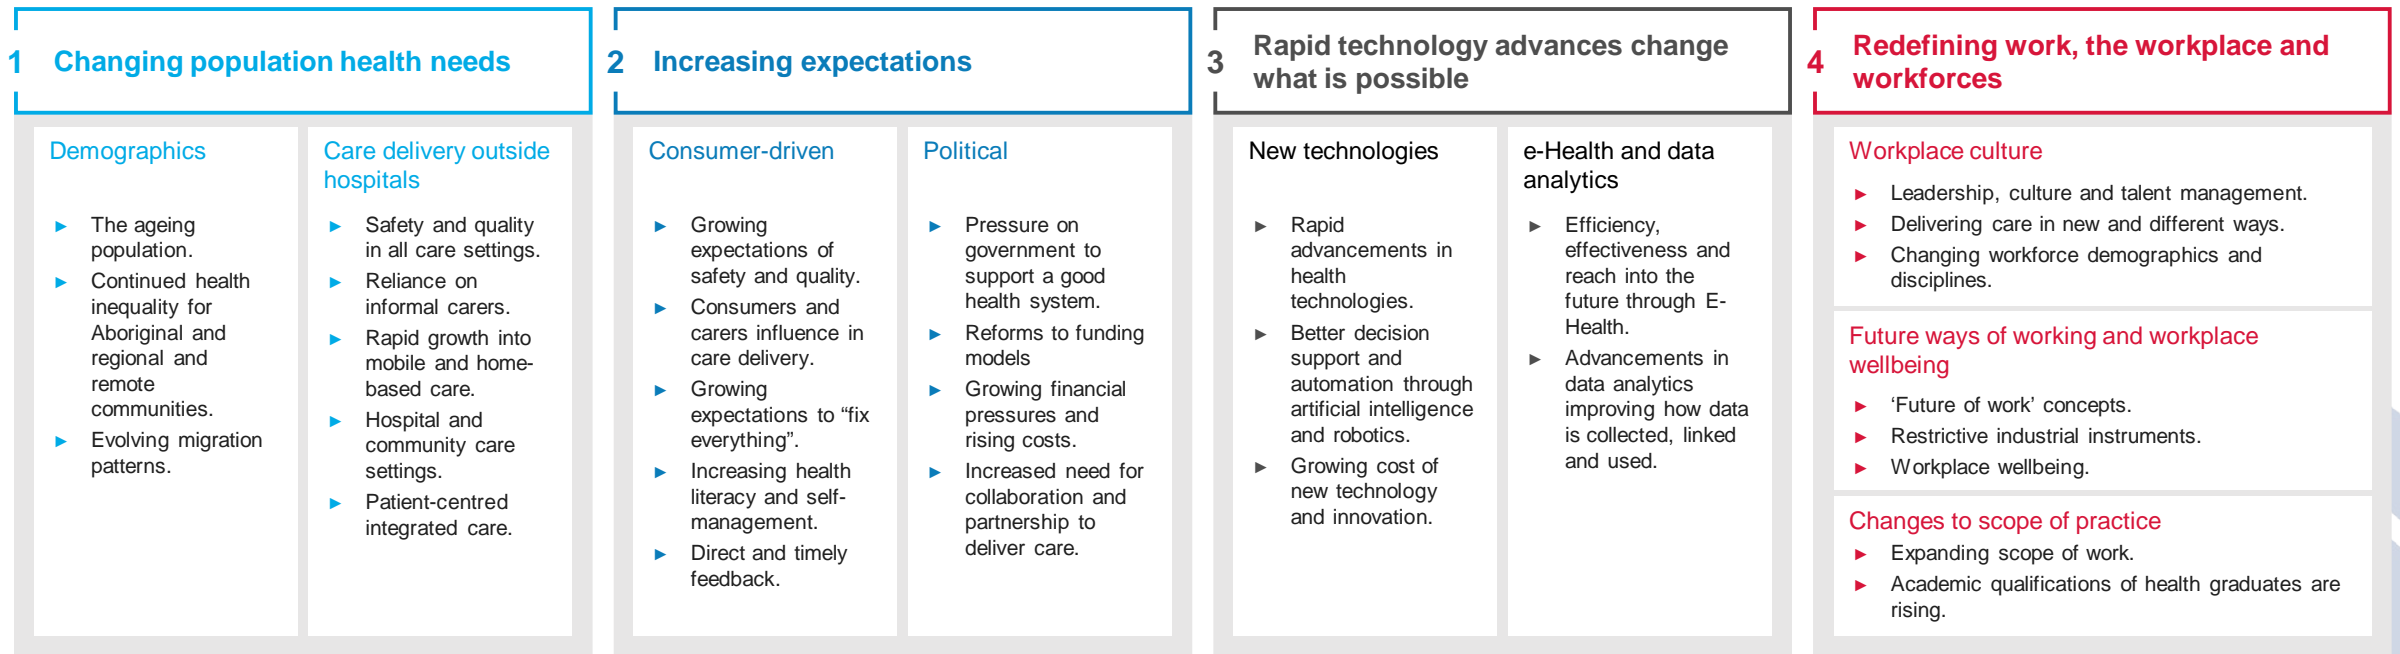 1 Changing population health needs
Demographics
► The ageing
population.
► Continued health
inequality for
Aboriginal and
regional and
remote
communities.
► Evolving migration
patterns.
Care delivery outside
hospitals
► Safety and quality
in all care settings.
► Reliance on
informal carers.
► Rapid growth into
mobile and home-
based care.
► Hospital and
community care
settings.
► Patient-centred
integrated care.
2 Increasing expectations
Consumer-driven
► Growing
expectations of
safety and quality.
► Consumers and
carers influence in
care delivery.
► Growing
expectations to “fix
everything”.
► Increasing health
literacy and self-
management.
► Direct and timely
feedback.
Political
► Pressure on
government to
support a good
health system.
► Reforms to funding
models
► Growing financial
pressures and
rising costs.
► Increased need for
collaboration and
partnership to
deliver care.
3 Rapid technology advances change
what is possible
New technologies
► Rapid
advancements in
health
technologies.
► Better decision
support and
automation through
artificial intelligence
and robotics.
► Growing cost of
new technology
and innovation.
e-Health and data
analytics
► Efficiency,
effectiveness and
reach into the
future through E-
Health.
► Advancements in
data analytics
improving how data
is collected, linked
and used.
4 Redefining work, the workplace and
workforces
Workplace culture
► Leadership, culture and talent management.
► Delivering care in new and different ways.
► Changing workforce demographics and
disciplines.
Future ways of working and workplace
wellbeing
► ‘Future of work’ concepts.
► Restrictive industrial instruments.
► Workplace wellbeing.
Changes to scope of practice
► Expanding scope of work.
► Academic qualifications of health graduates are
rising.